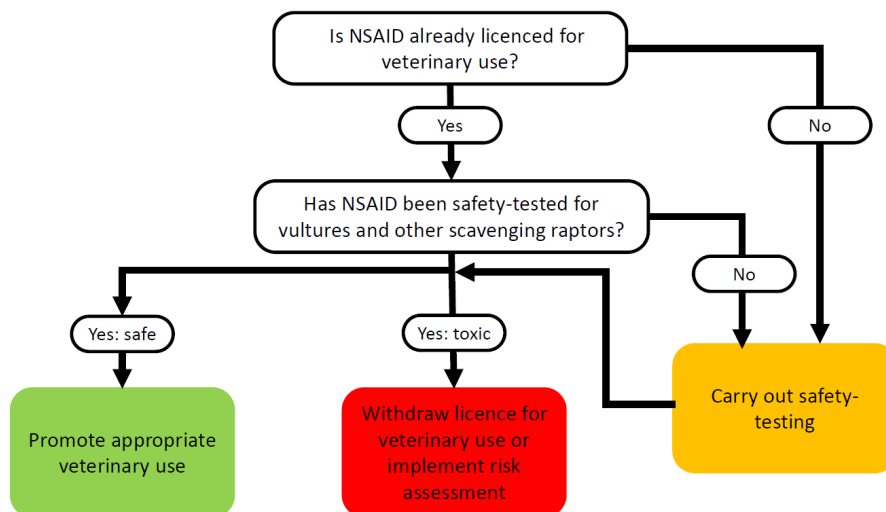 Is NSAID already licenced for
veterinary use?
Yes
No
Has NSAID been safety-tested for
vultures and other scavenging raptors?
No
Yes: safe
Yes: toxic
Promote appropriate
veterinary use
Withdraw licence for
veterinary use or
implement risk
assessment
Carry out safety-
testing